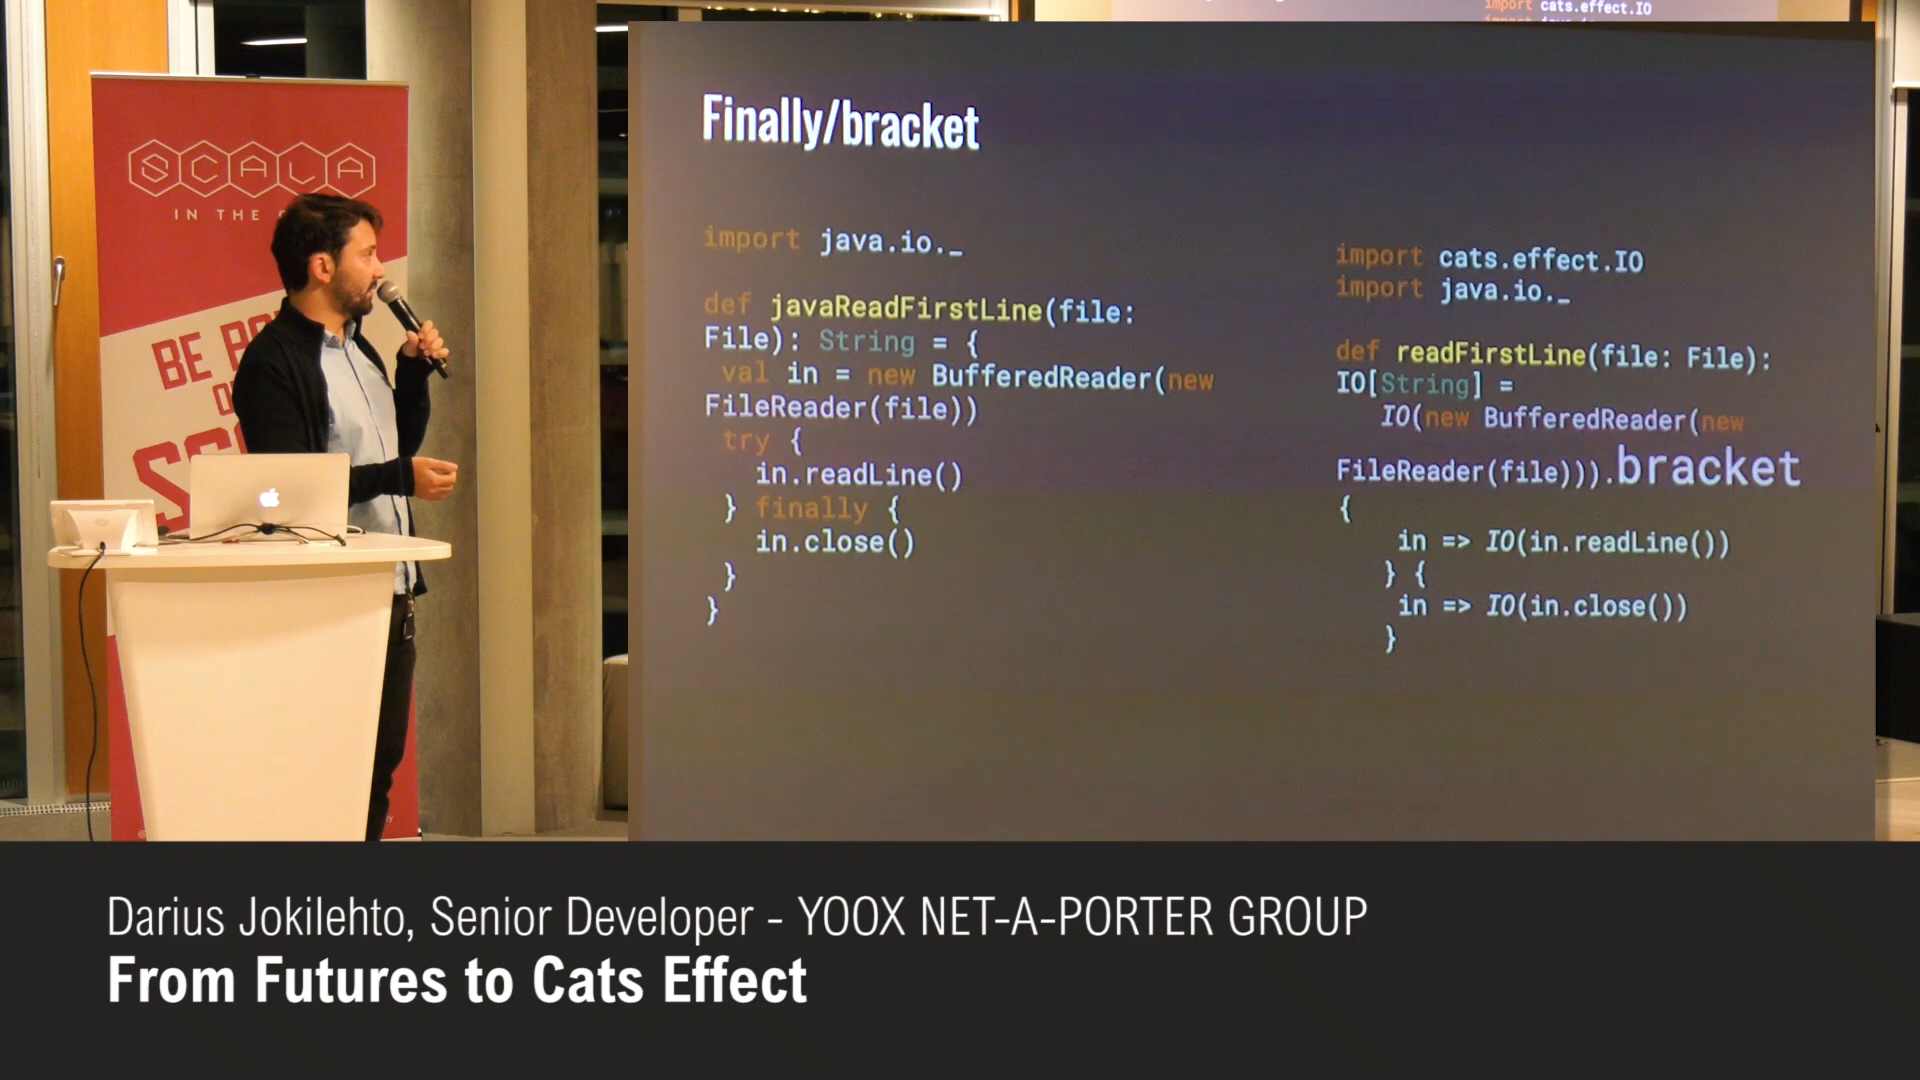 import cats.effect.IO
SCALA
IN THE
BE
Finally/bracket
import java.io._
def javaReadFirstLine(file:
File): String = {
val in = new BufferedReader(new
FileReader(file))
try {
in.readLine()
} finally {
in.close()
}
}
import cats.effect.IO
import java.io._
def readFirstLine(file: File):
IO[String] =
IO(new BufferedReader(new
FileReader(file))).bracket
{
in => IO(in.readLine())
} {
in => IO(in.close())
}
Darius Jokilehto, Senior Developer - YOOX NET-A-PORTER GROUP
From Futures to Cats Effect